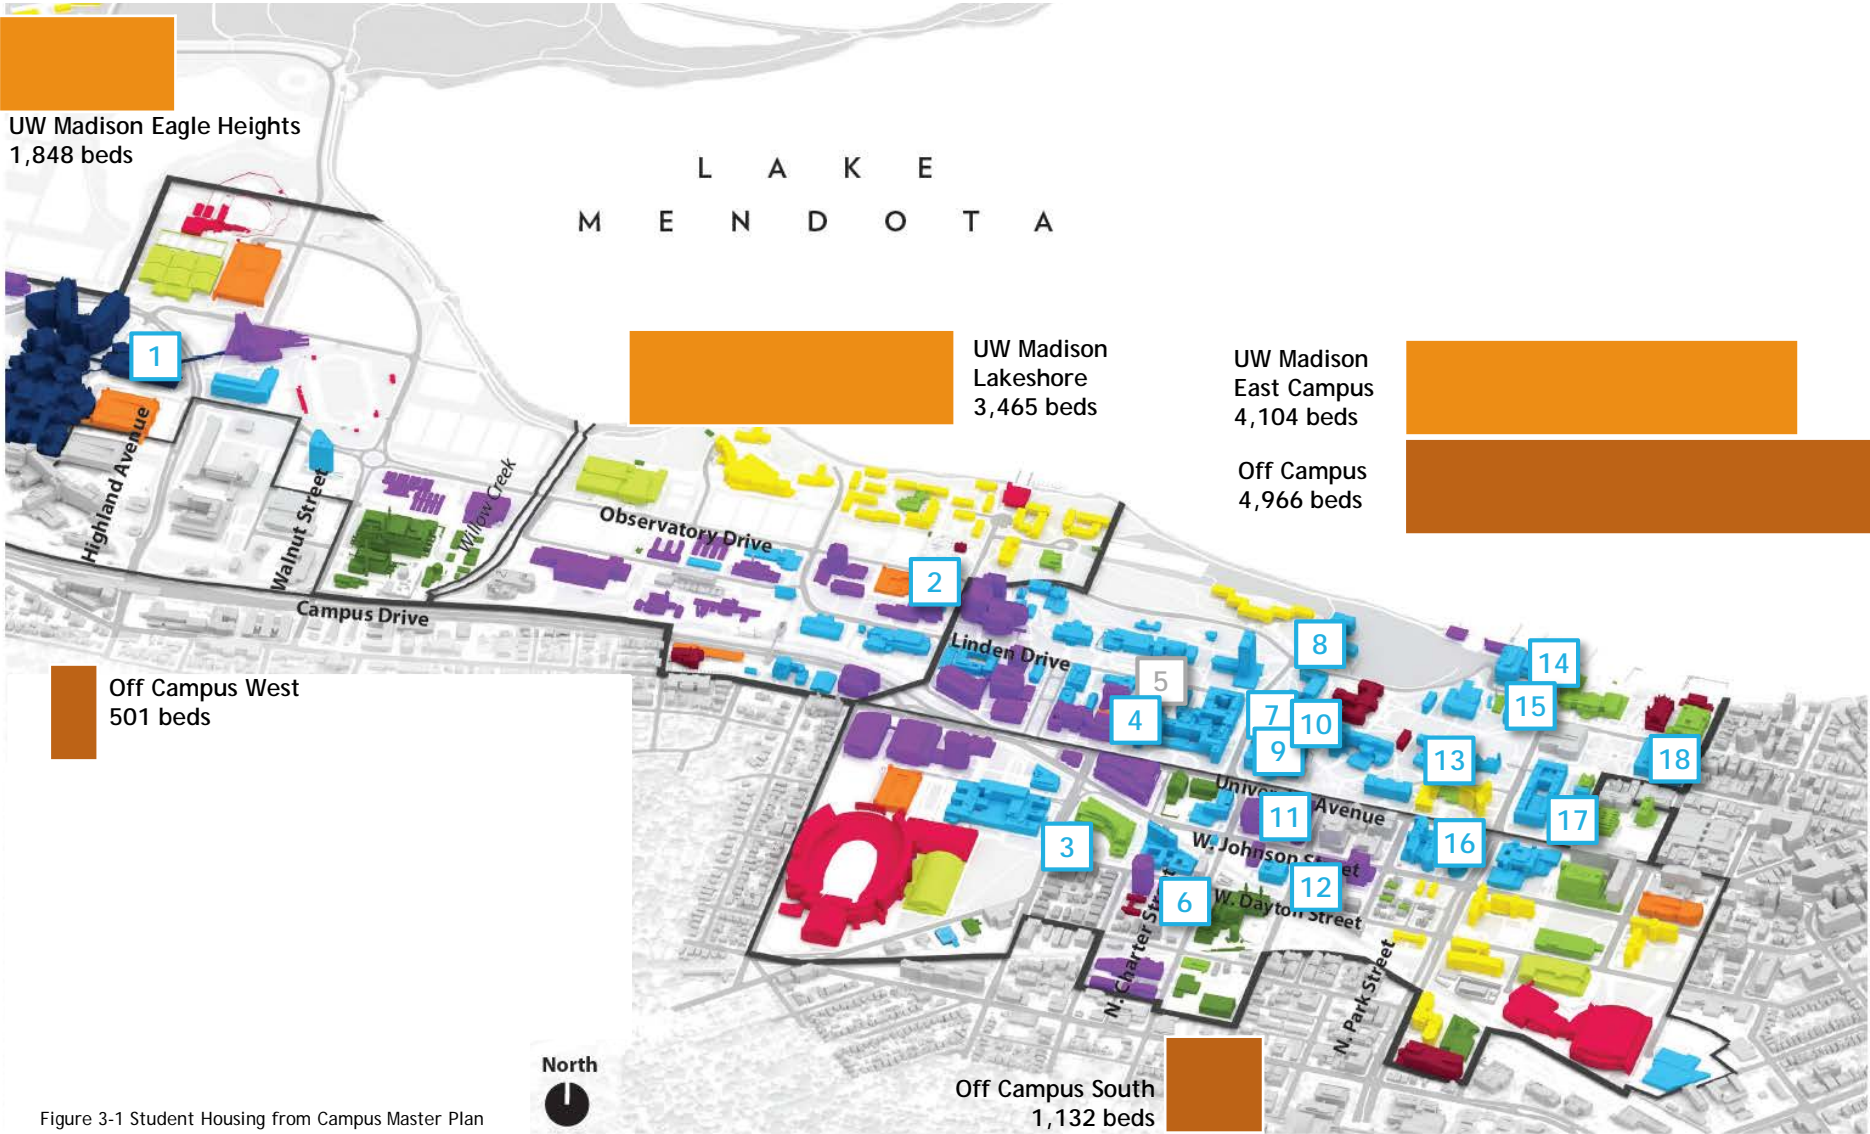 UW Madison Eagle Heights
1,848 beds
L A K E
M E N D O T A
1
UW Madison
Lakeshore
3,465 beds
UW Madison
East Campus
4,104 beds
Off Campus
4,966 beds
Highland Avenue
Walnut Street
Willow Creek
Observatory Drive
Campus Drive
2
Linden Drive
8
14
5
15
4
7
10
9
13
18
University Avenue
11
17
3
W. Johnson Street
16
12
6
W. Dayton Street
N. Charter Street
N. Park Street
Off Campus West
501 beds
North
Off Campus South
1,132 beds
Figure 3-1 Student Housing from Campus Master Plan